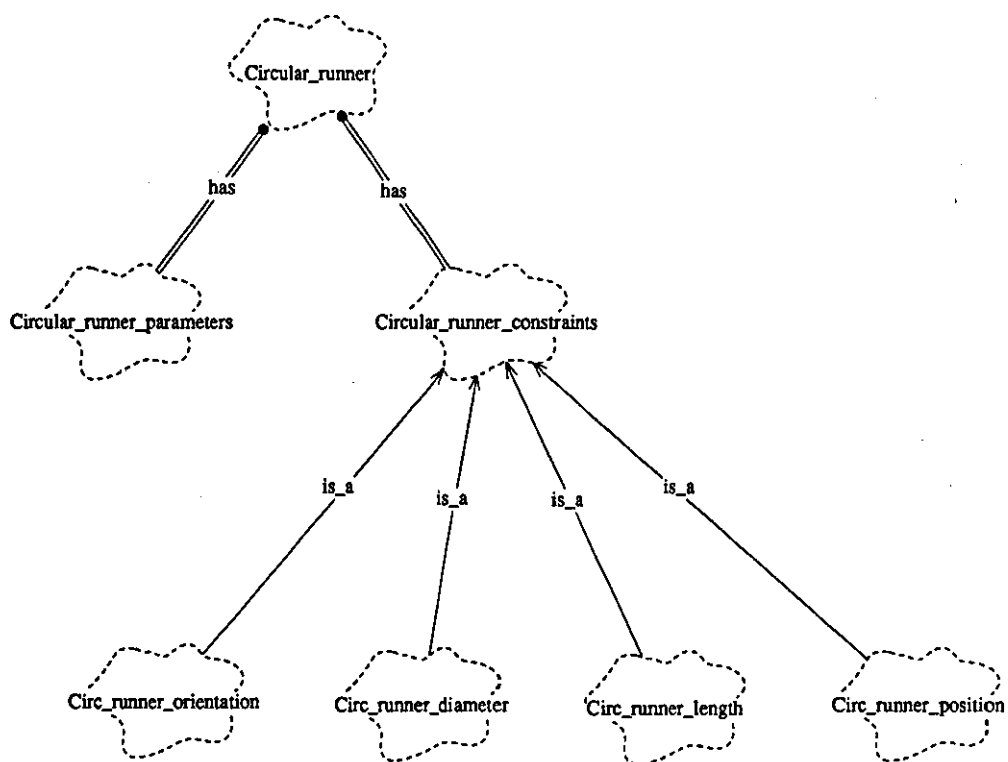 Circular_runner
has
has
Circular_runner_parameters
Circular_runner_constraints
is_a
is_a
is_a
is_a
Circ_runner_orientation
Circ_runner_diameter
Circ_runner_length
Circ_runner_position